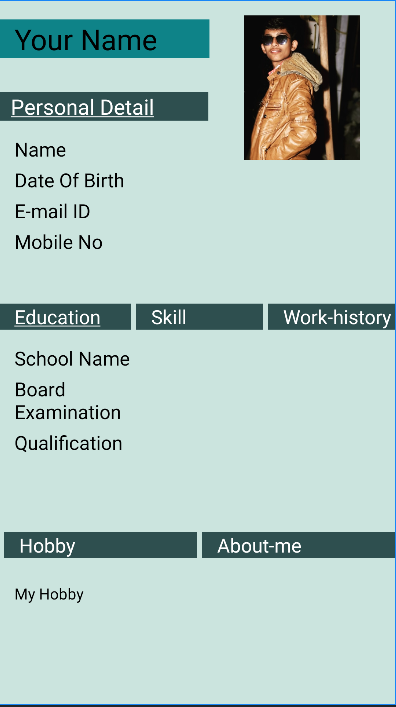 Your Name
Personal Detail
Name
Date Of Birth
E-mail ID
Mobile No
Education
Skill
Work-history
School Name
Board
Examination
Qualification
Hobby
About-me
My Hobby